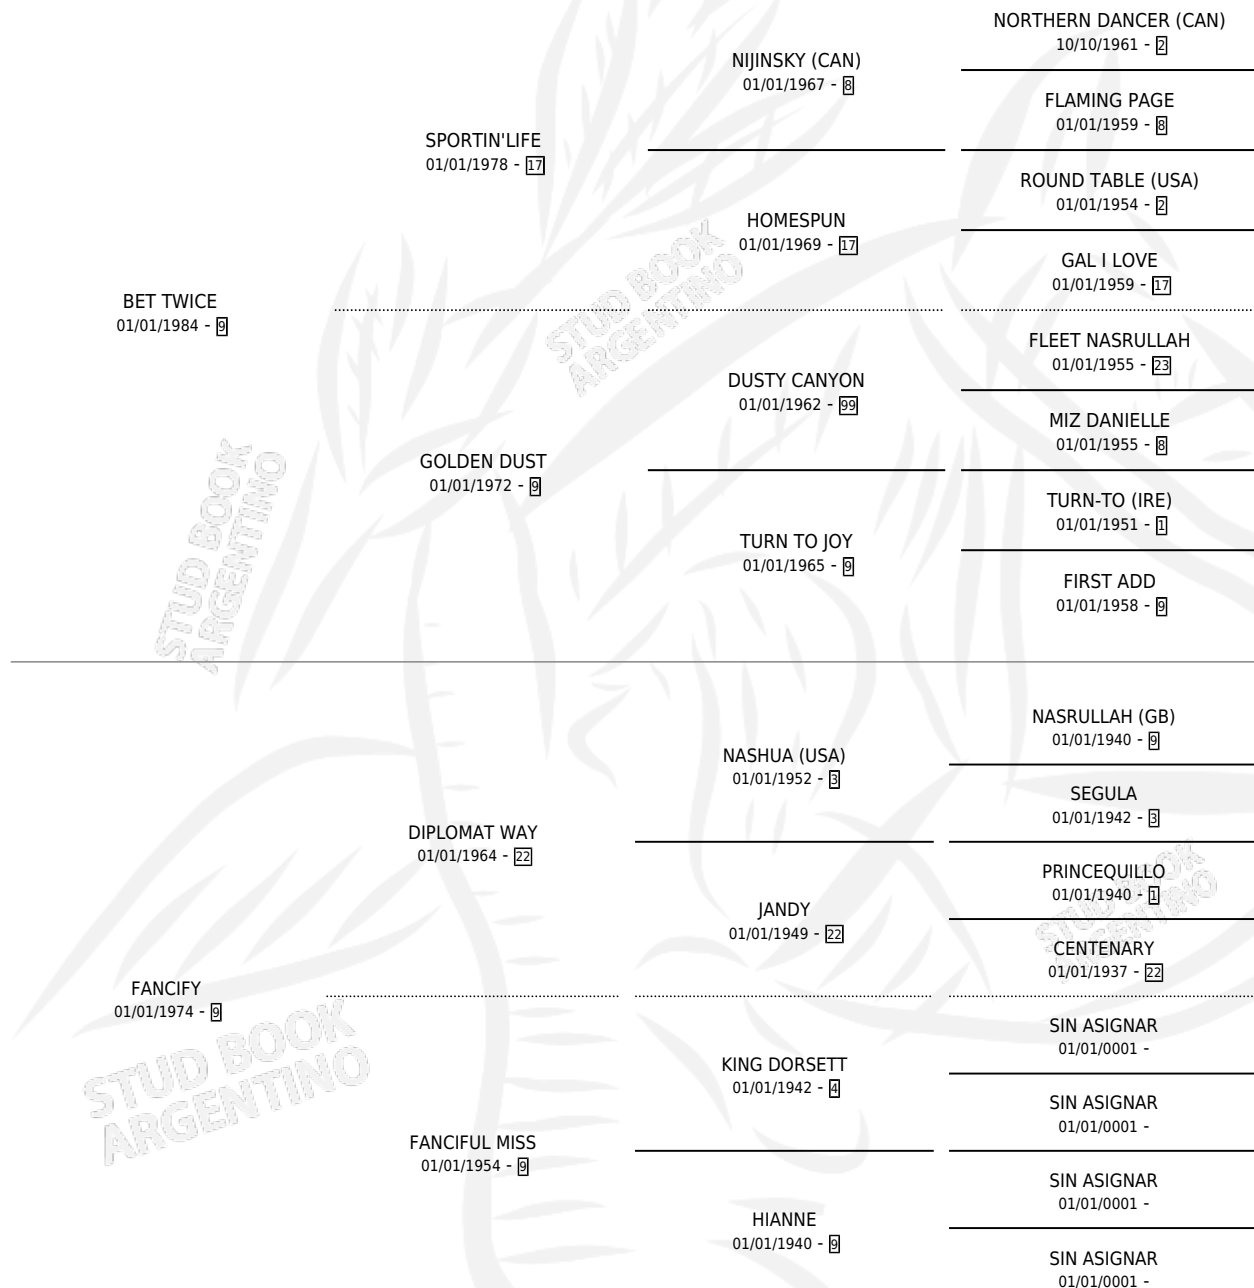 NORTHERN DANCER (CAN)
10/10/1961 - 2
NIJINSKY (CAN)
01/01/1967 - 8
FLAMING PAGE
01/01/1959 - 8
SPORTIN'LIFE
01/01/1978 - 17
ROUND TABLE (USA)
01/01/1954 - 2
HOMESPUN
01/01/1969 - 17
GAL I LOVE
01/01/1959 - 17
BET TWICE
01/01/1984 - 9
FLEET NASRULLAH
01/01/1955 - 23
DUSTY CANYON
01/01/1962 - 99
MIZ DANIELLE
01/01/1955 - 8
GOLDEN DUST
01/01/1972 - 9
TURN-TO (IRE)
01/01/1951 - 1
TURN TO JOY
01/01/1965 - 9
FIRST ADD
01/01/1958 - 9
NASRULLAH (GB)
01/01/1940 - 9
NASHUA (USA)
01/01/1952 - 3
SEGULA
01/01/1942 - 3
DIPLOMAT WAY
01/01/1964 - 22
PRINCEQUILLO
01/01/1940 - 1
JANDY
01/01/1949 - 22
CENTENARY
01/01/1937 - 22
FANCIFY
01/01/1974 - 9
SIN ASIGNAR
01/01/0001 -
KING DORSETT
01/01/1942 - 4
SIN ASIGNAR
01/01/0001 -
FANCIFUL MISS
01/01/1954 - 9
SIN ASIGNAR
01/01/0001 -
HIANNE
01/01/1940 - 9
SIN ASIGNAR
01/01/0001 -
STUD BOOK
ARGENTINO
STUD BOOK
ARGENTINO
STUD BOOK
ARGENTINO
STUD BOOK
ARGENTINO